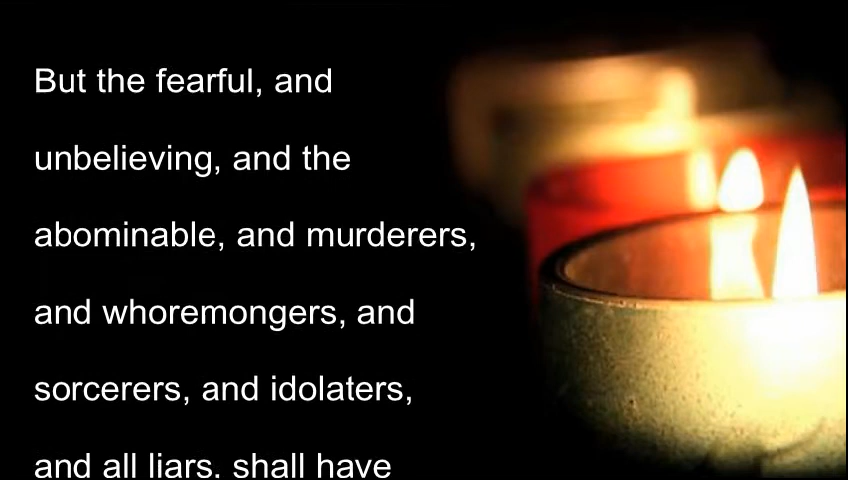 But the fearful, and
unbelieving, and the
abominable, and murderers,
and whoremongers, and
sorcerers, and idolaters,
and all liars, shall have